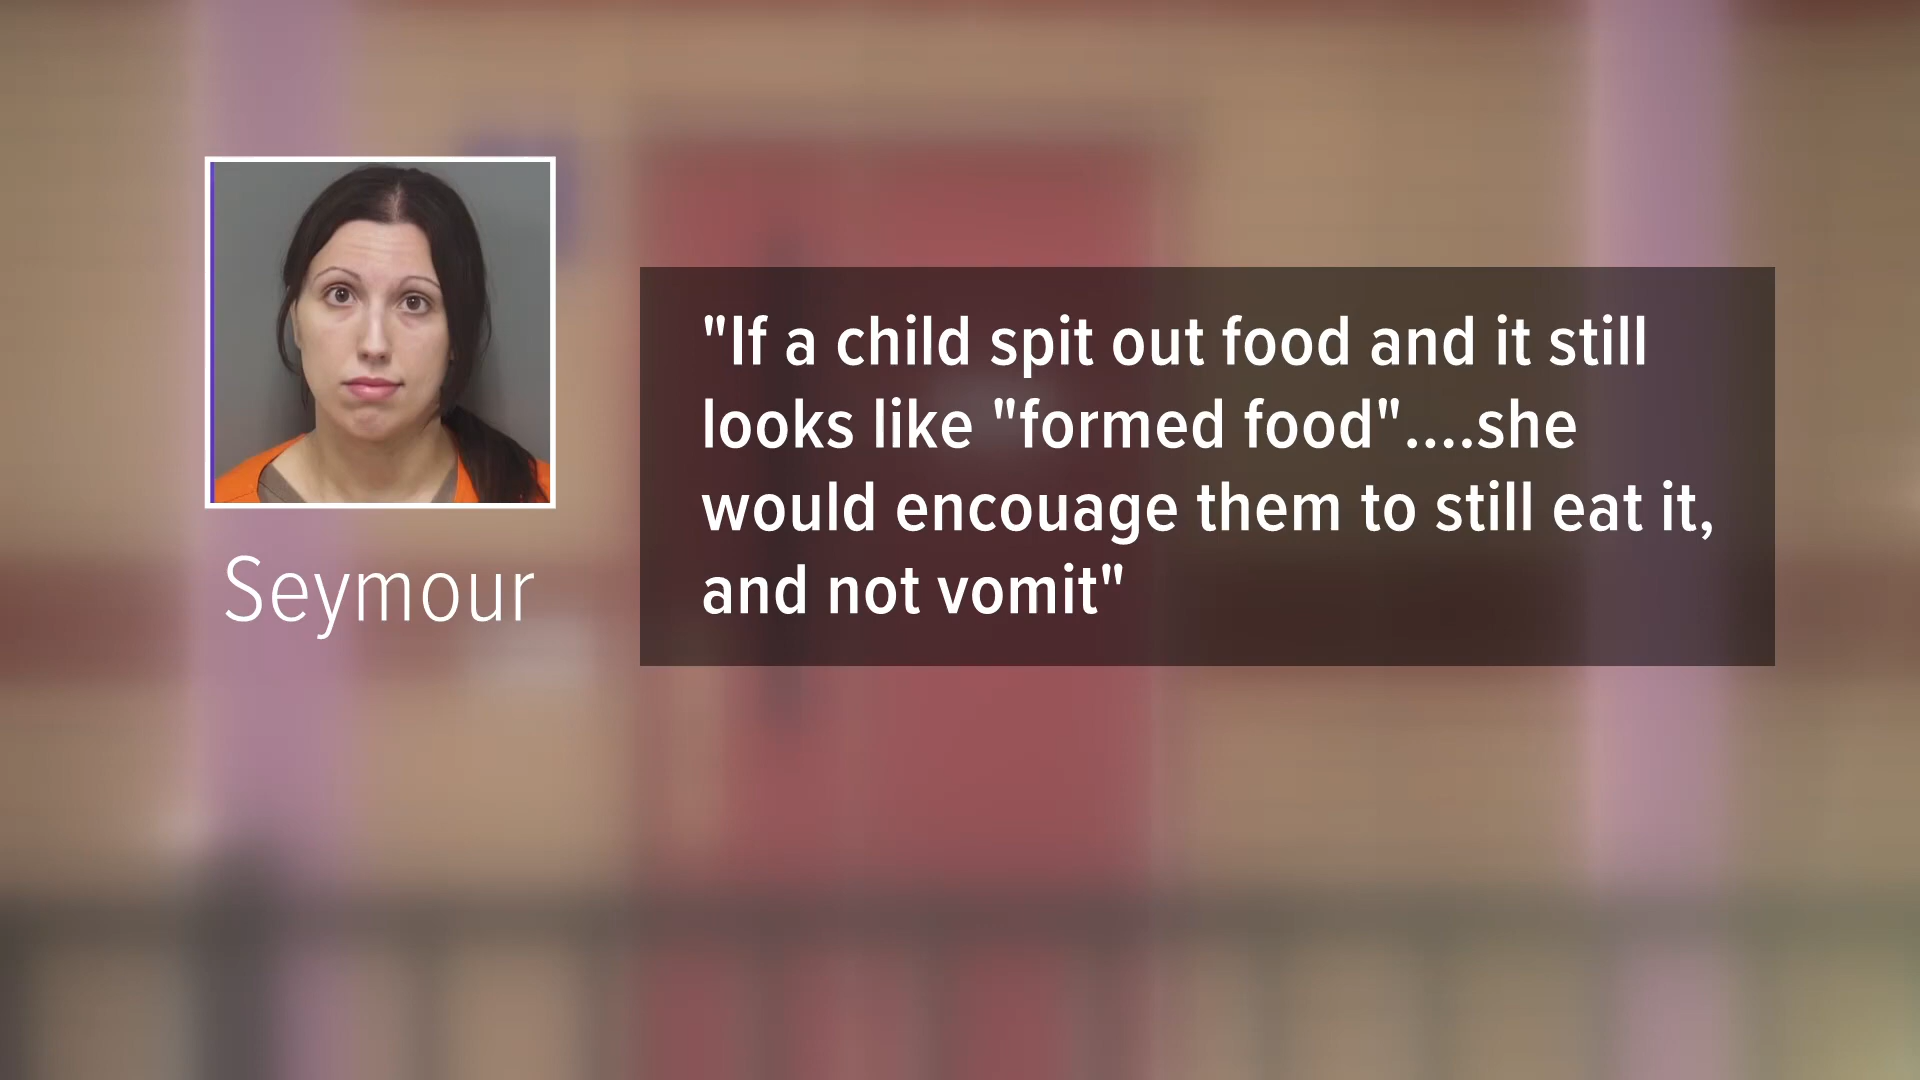 Seymour
"If a child spit out food and it still
looks like "formed food"....she
would encouage them to still eat it,
and not vomit"